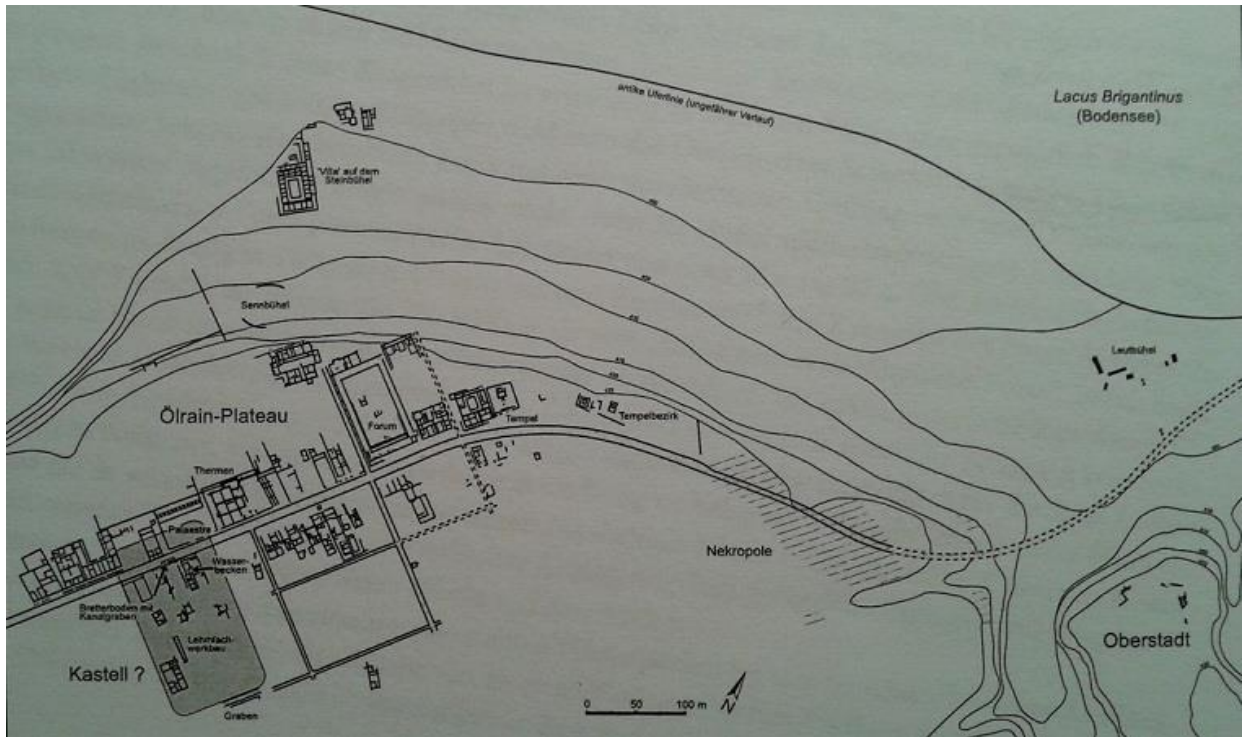 antike Uferlinie (ungefährer Verlauf)
Lacus Brigantinus
(Bodensee)
'Villa' auf dem
Steinbühel
Sennbühel
Leutbühel
Ölrain-Plateau
Forum
Tempel
Tempelbezirk
Thermen
Palaestra
Nekropole
Wasser-
becken
Bretterboden mit
Kanalgraben
Lehmfach-
werkbau
Oberstadt
Kastell ?
Graben
0 50 100 m
N